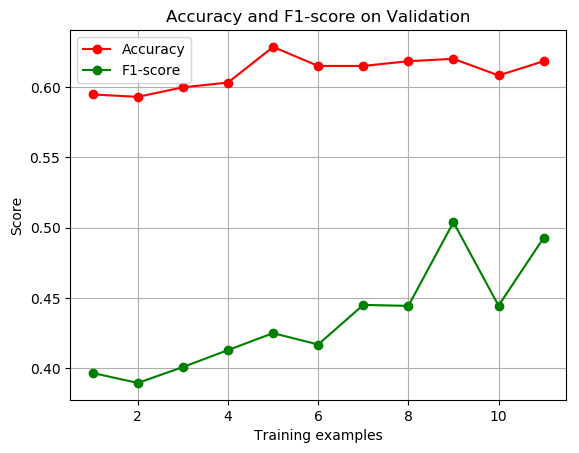 Accuracy and F1-score on Validation
Accuracy
F1-score
0.60
0.55
0.50
0.45
0.40
Score
2 4 6 8 10
Training examples